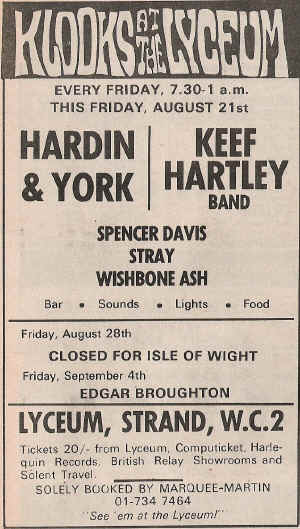 KLOOKS AT THE LYCEUM
EVERY FRIDAY, 7.30-1 a.m.
THIS FRIDAY, AUGUST 21st
HARDIN
& YORK
KEEF
HARTLEY
BAND
SPENCER DAVIS
STRAY
WISHBONE ASH
Bar • Sounds • Lights • Food
Friday, August 28th
CLOSED FOR ISLE OF WIGHT
Friday, September 4th
EDGAR BROUGHTON
LYCEUM, STRAND, W.C.2
Tickets 20/- from Lyceum, Computicket, Harle-
quin Records, British Relay Showrooms and
Solent Travel.
SOLELY BOOKED BY MARQUEE-MARTIN
01-734 7464
"See 'em at the Lyceum!"